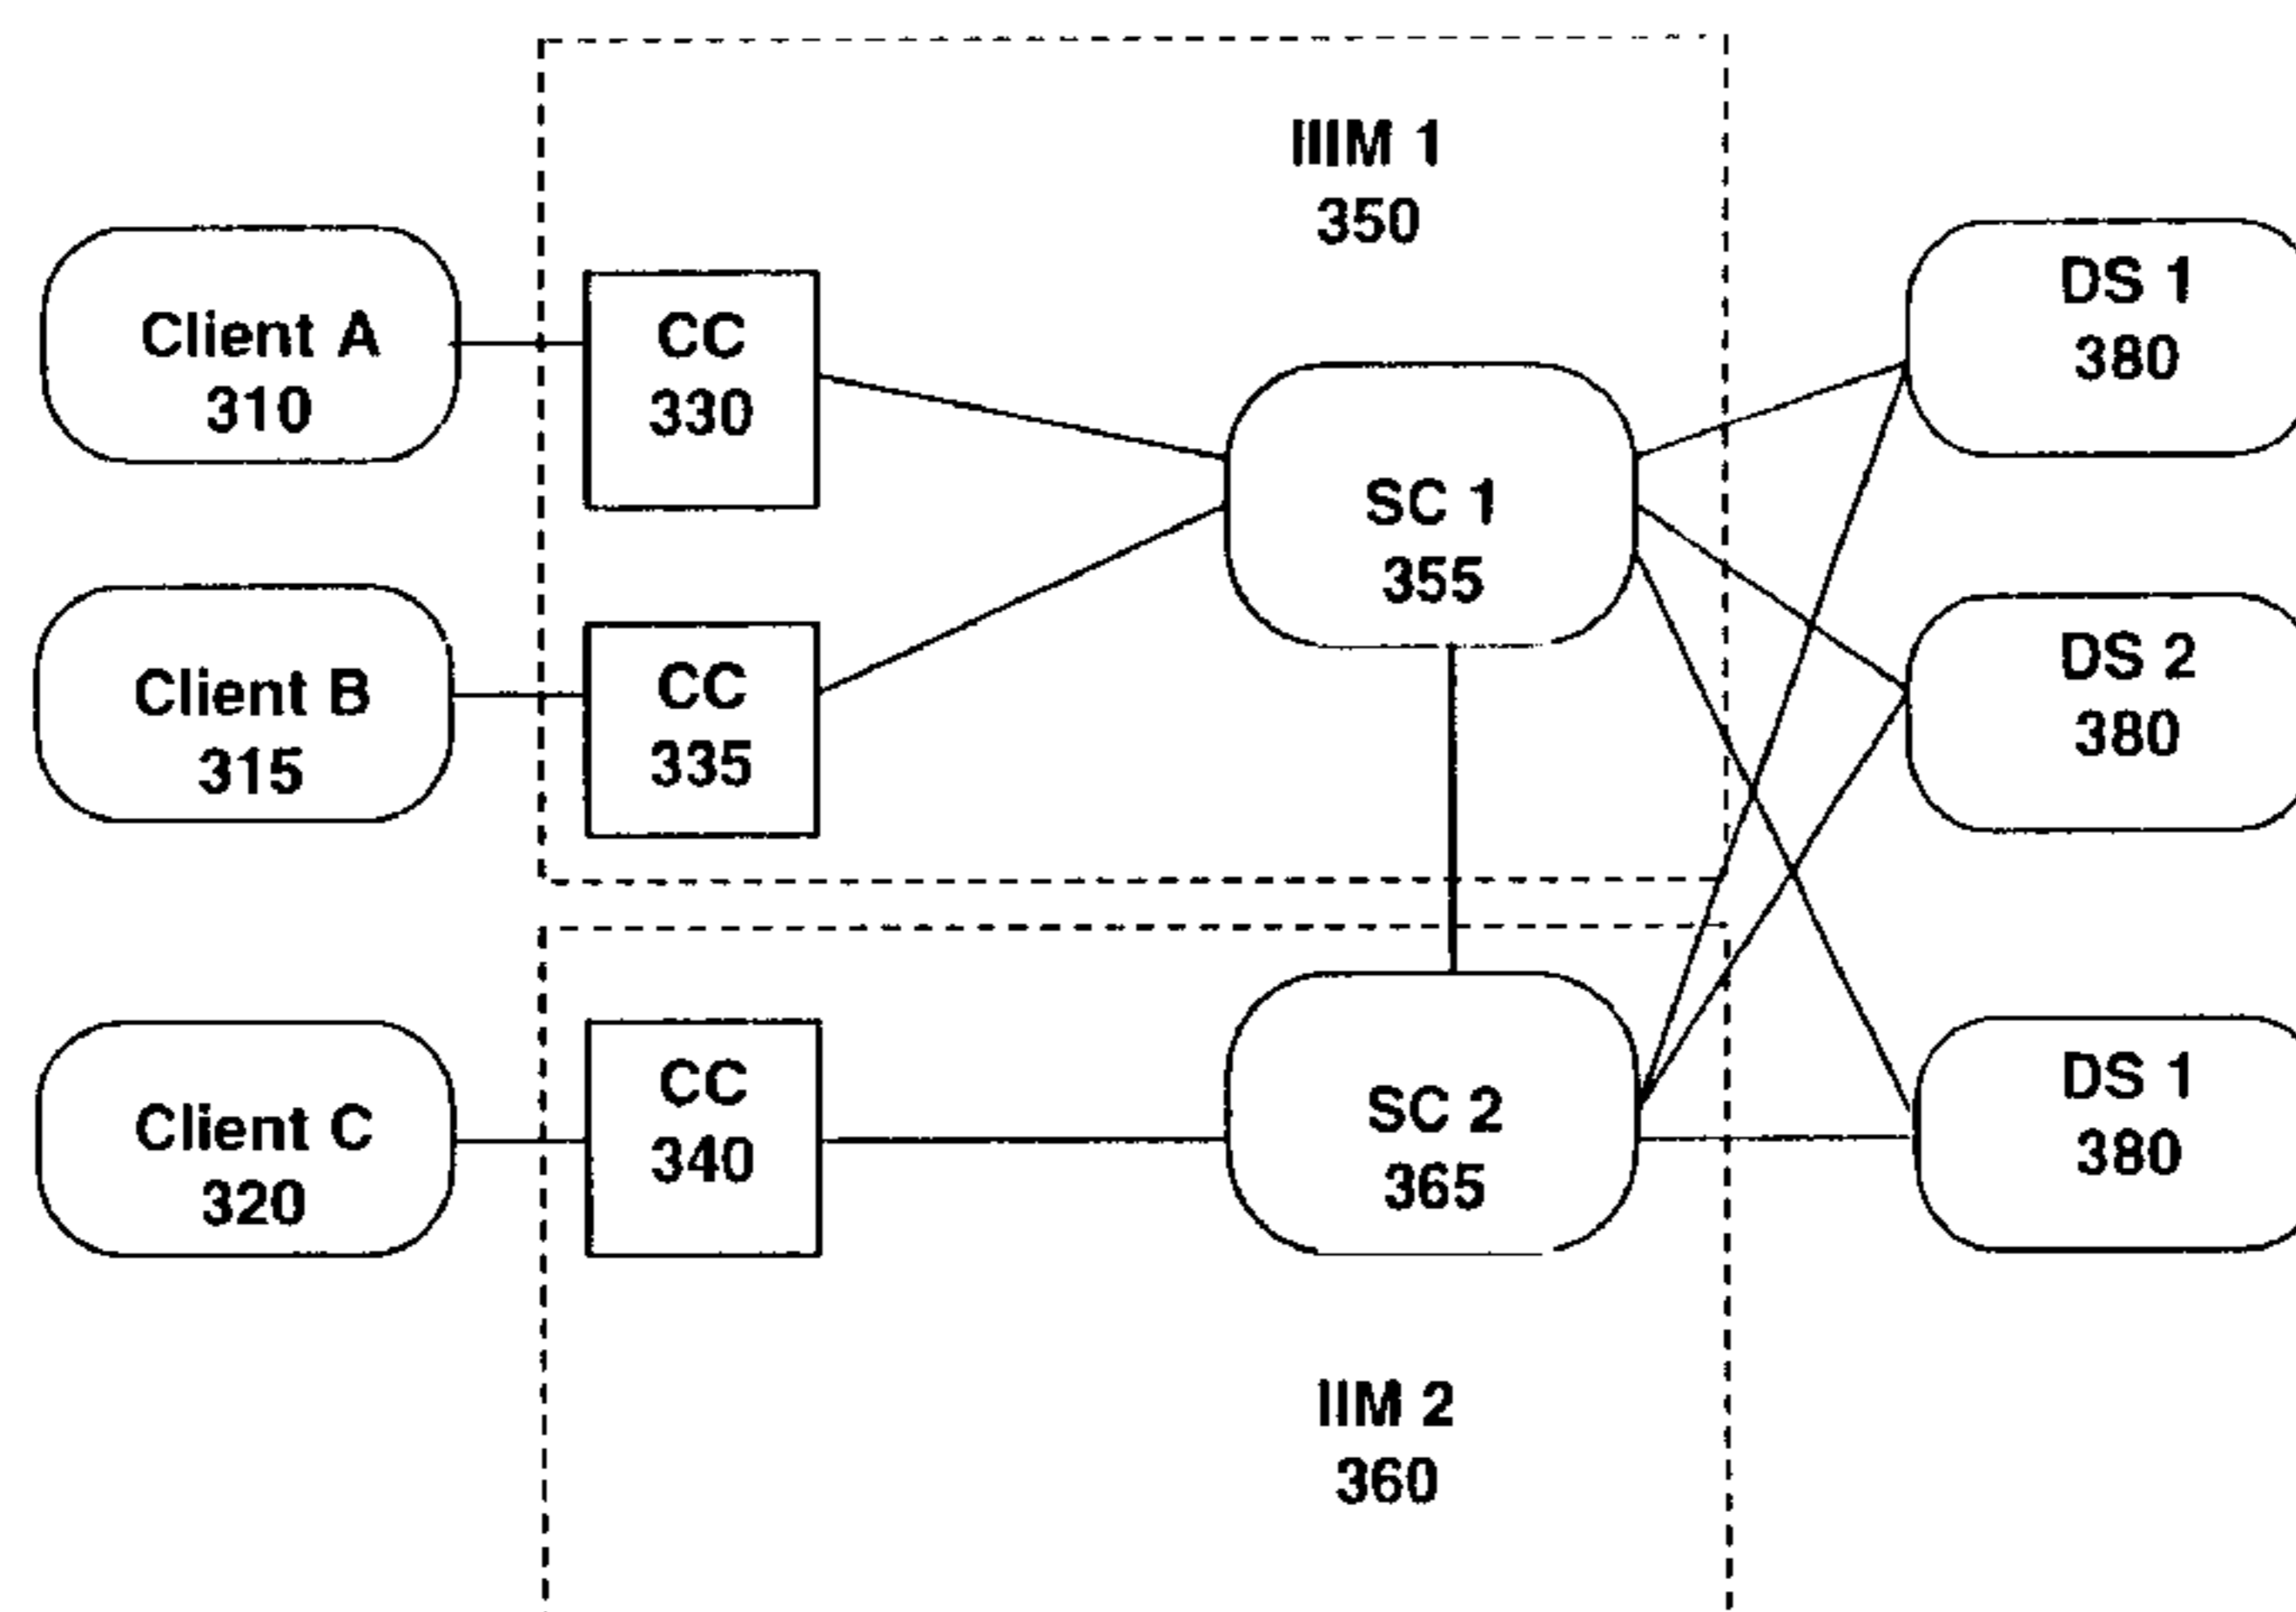 IIIM 1
350
Client A
310
CC
330
SC 1
355
DS 1
380
Client B
315
CC
335
DS 2
380
Client C
320
CC
340
SC 2
365
DS 1
380
IIM 2
360